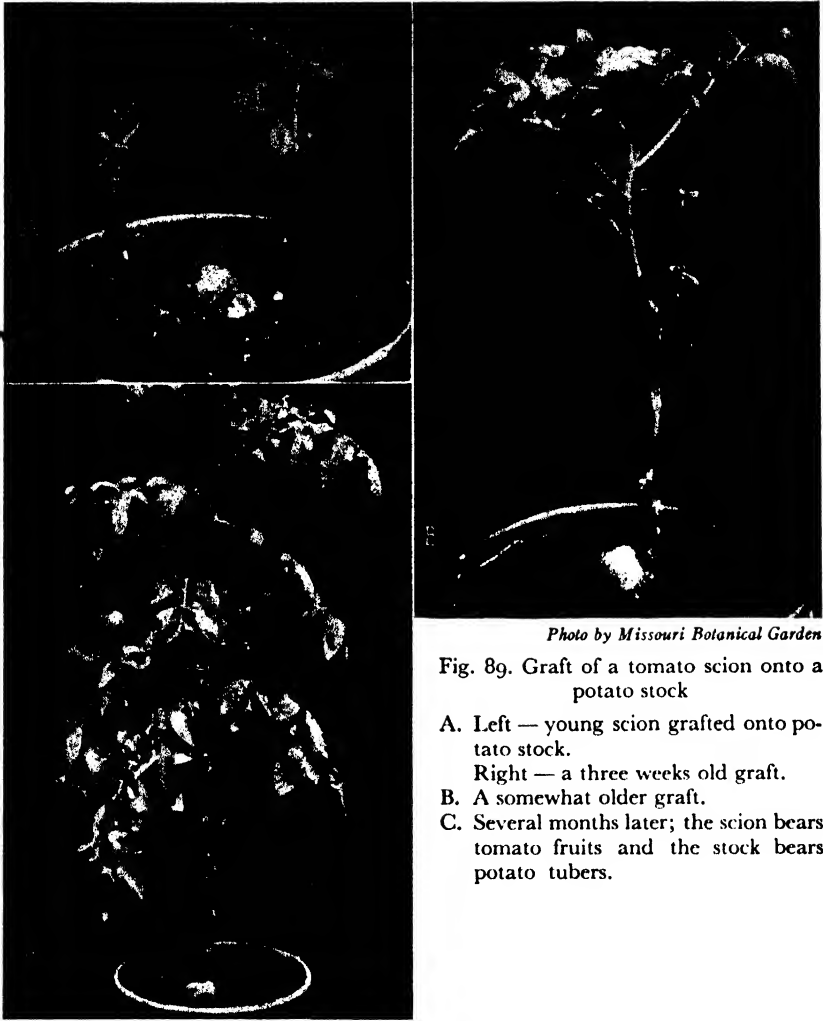 Photo by Missouri Botanical Garden
Fig. 89. Graft of a tomato scion onto a
potato stock
A. Left — young scion grafted onto po-
tato stock.
Right — a three weeks old graft.
B. A somewhat older graft.
C. Several months later; the scion bears
tomato fruits and the stock bears
potato tubers.